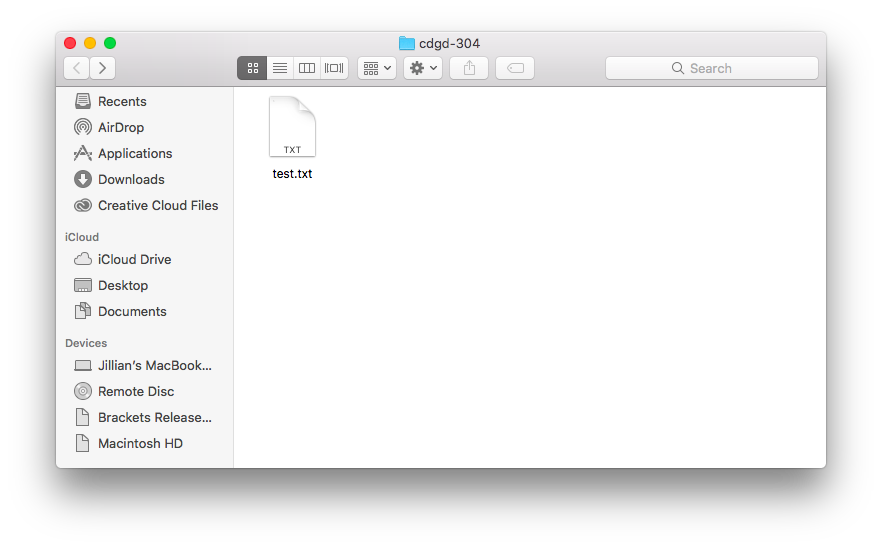 cdgd-304
Search
Recents
AirDrop
Applications
Downloads
Creative Cloud Files
iCloud
iCloud Drive
Desktop
Documents
Devices
Jillian’s MacBook…
Remote Disc
Brackets Release…
Macintosh HD
TXT
test.txt